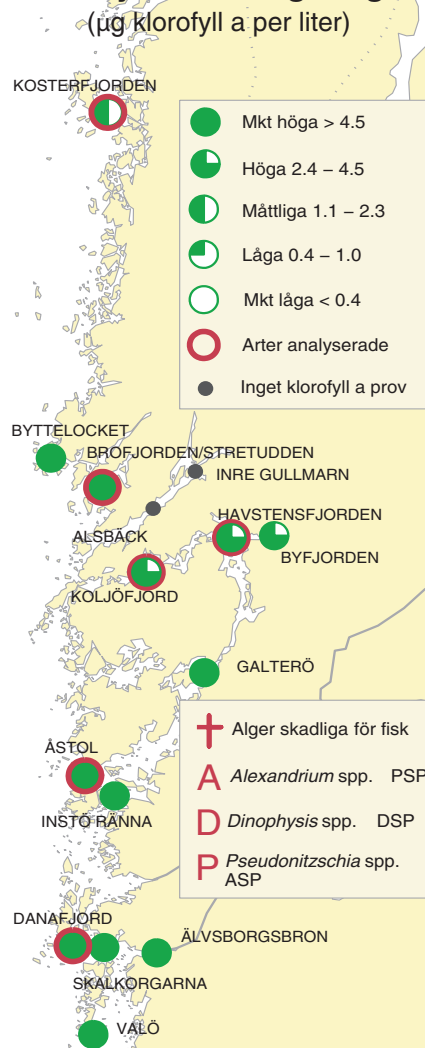 (µg klorofyll a per liter)
KOSTERFJORDEN
Mkt höga > 4.5
Höga 2.4 – 4.5
Måttliga 1.1 – 2.3
Låga 0.4 – 1.0
Mkt låga < 0.4
Arter analyserade
Inget klorofyll a prov
BYTTELOCKET
BROFJORDEN/STRETUDDEN
INRE GULLMARN
HAVSTENSFJORDEN
ALSBÄCK
BYFJORDEN
KOLJÖFJORD
GALTERÖ
Alger skadliga för fisk
ÅSTOL
A Alexandrium spp. PSP
D Dinophysis spp. DSP
INSTÖ RÄNNA
P Pseudonitzschia spp.
ASP
DANAFJORD
ÄLVSBORGSBRON
SKALKORGARNA
VALÖ